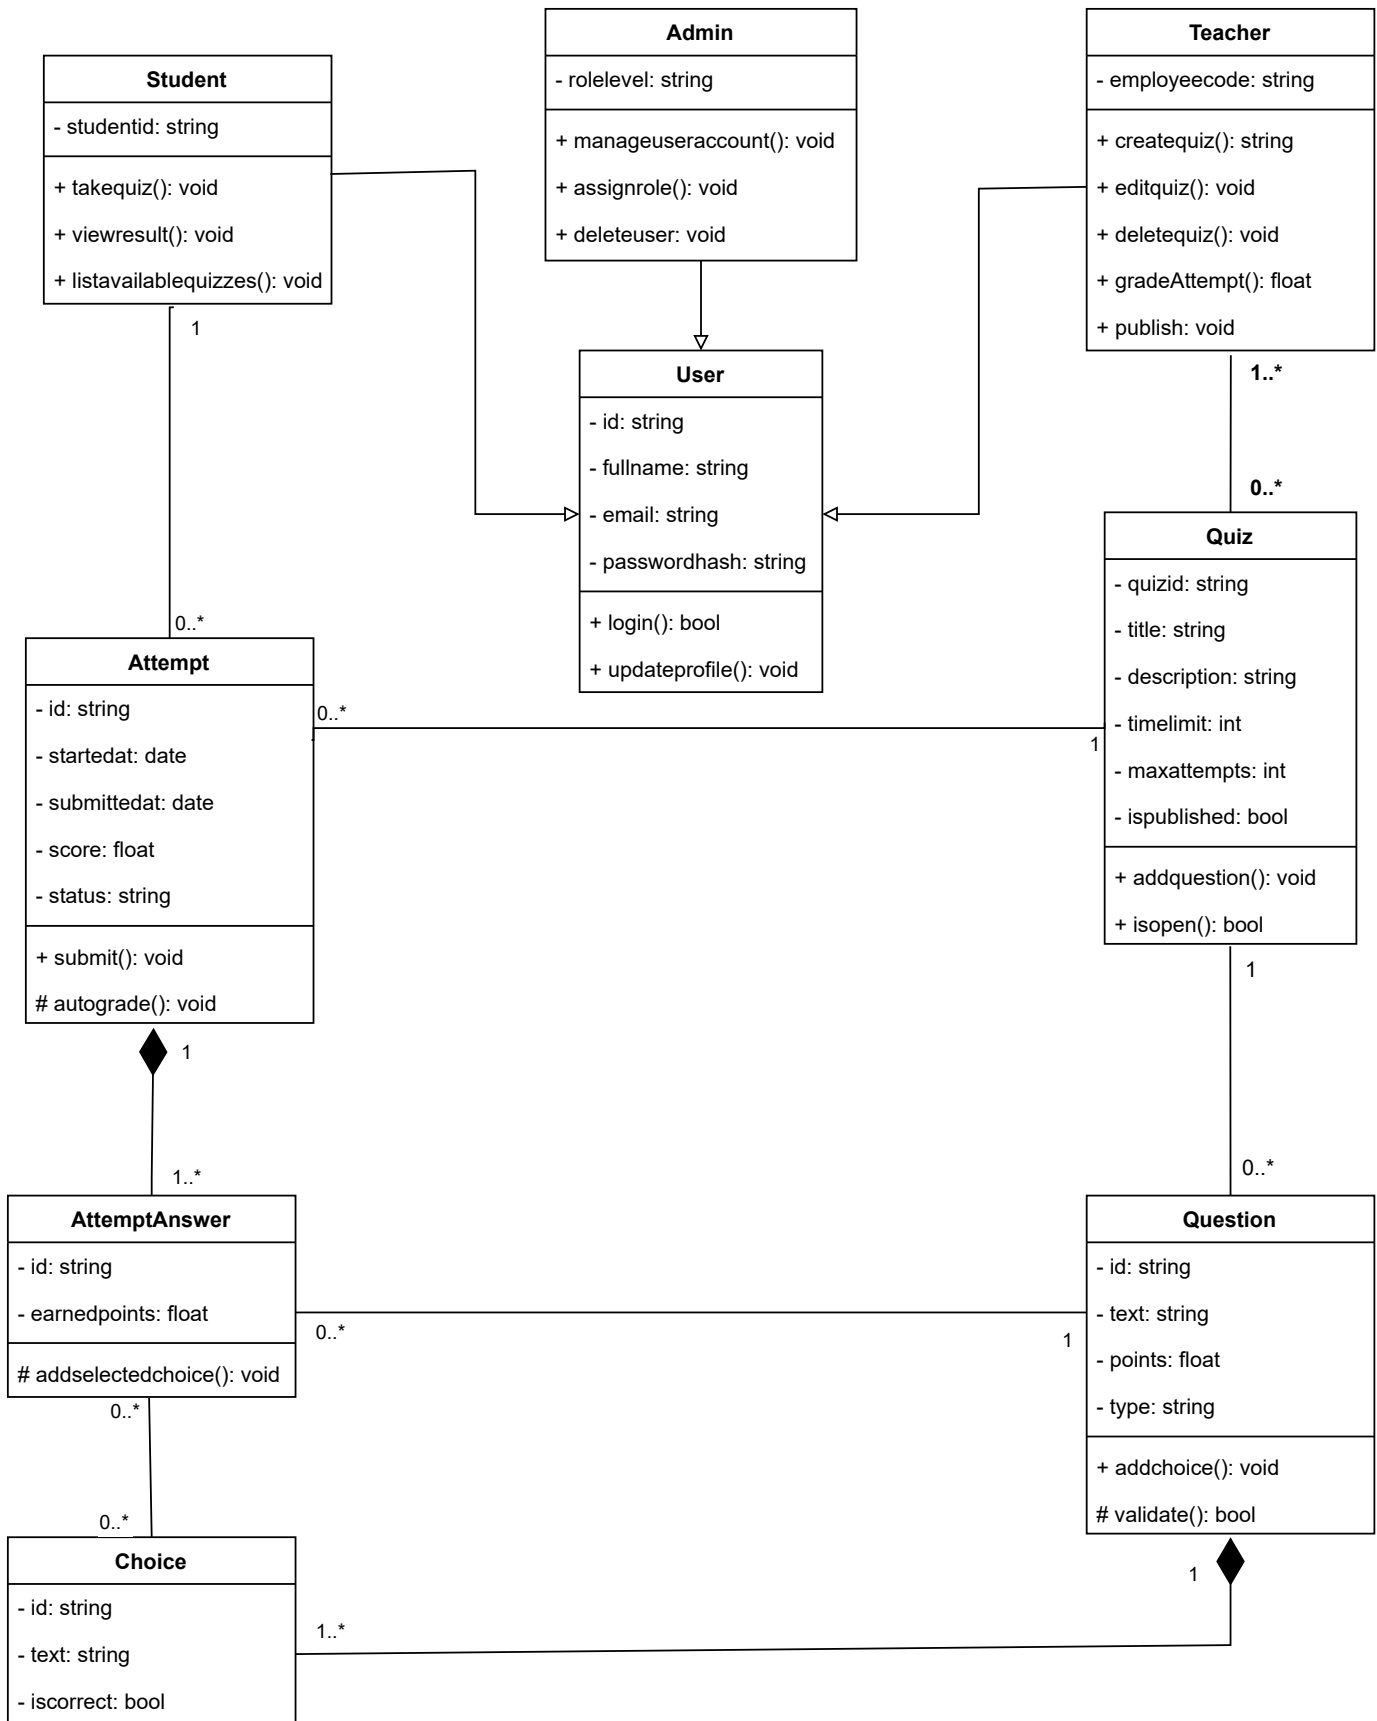 Student
- studentid: string
+ takequiz(): void
+ viewresult(): void
+ listavailablequizzes(): void
1
Admin
- rolelevel: string
+ manageuseraccount(): void
+ assignrole(): void
+ deleteuser: void
Teacher
- employeecode: string
+ createquiz(): string
+ editquiz(): void
+ deletequiz(): void
+ gradeAttempt(): float
+ publish: void
1..*
User
- id: string
- fullname: string
- email: string
- passwordhash: string
+ login(): bool
+ updateprofile(): void
0..*
Quiz
- quizid: string
- title: string
- description: string
- timelimit: int
- maxattempts: int
- ispublished: bool
+ addquestion(): void
+ isopen(): bool
0..*
Attempt
- id: string
- startedat: date
- submittedat: date
- score: float
- status: string
+ submit(): void
# autograde(): void
0..*
1
1
1
1..*
0..*
AttemptAnswer
- id: string
- earnedpoints: float
# addselectedchoice(): void
0..*
1
Question
- id: string
- text: string
- points: float
- type: string
+ addchoice(): void
# validate(): bool
0..*
0..*
Choice
- id: string
- text: string
- iscorrect: bool
1..*
1